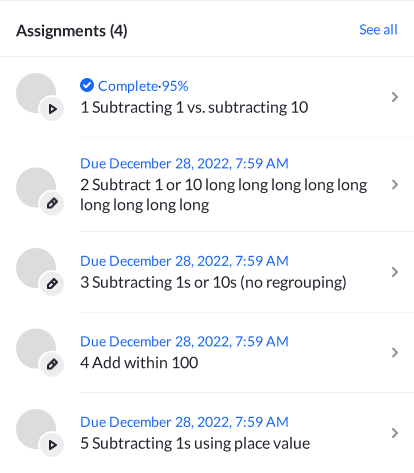 Assignments (4)
See all
Complete·95%
1 Subtracting 1 vs. subtracting 10
Due December 28, 2022, 7:59 AM
2 Subtract 1 or 10 long long long long long
long long long long
Due December 28, 2022, 7:59 AM
3 Subtracting 1s or 10s (no regrouping)
Due December 28, 2022, 7:59 AM
4 Add within 100
Due December 28, 2022, 7:59 AM
5 Subtracting 1s using place value